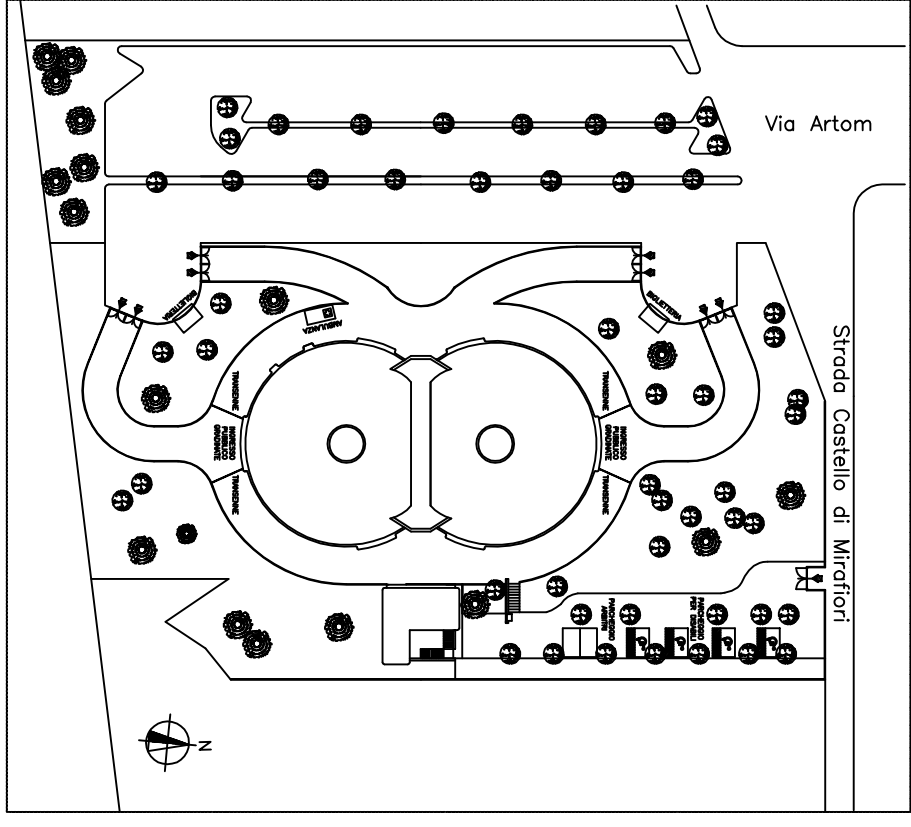 Via Artom
Strada Castello di Mirafiori
BIGLIETTERIA
BIGLIETTERIA
AMBULANZA
TRANSENNE
INGRESSO
PUBBLICO
GRADINATE
TRANSENNE
TRANSENNE
INGRESSO
PUBBLICO
GRADINATE
TRANSENNE
PARCHEGGIO
ARBITRI
PARCHEGGIO
PER DISABILI
N